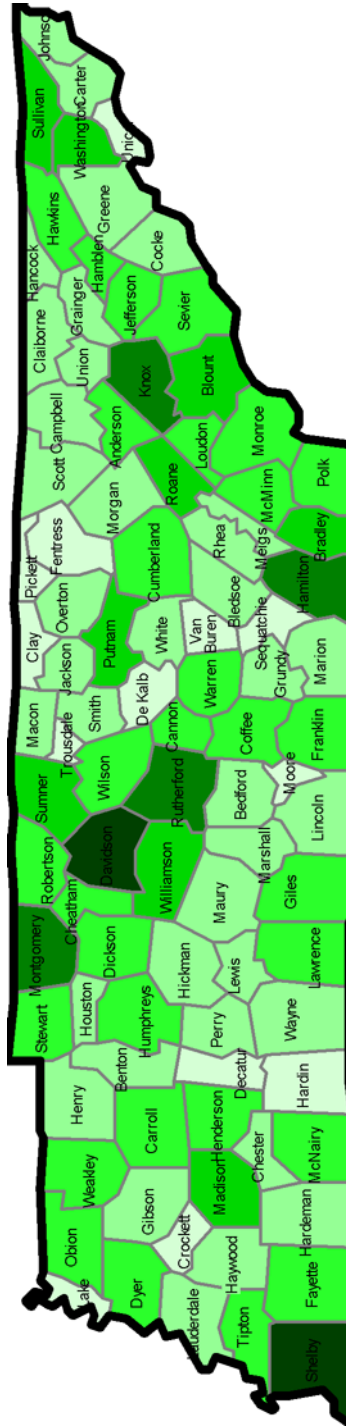 Lake
Obion
Weakley
Henry
Stewart
Montgomery
Robertson
Sumner
Macon
Clay
Pickett
Scott
Campbell
Claiborne
Hancock
Hawkins
Sullivan
Johnson
Carter
Washington
Unicoi
Greene
Hamblen
Grainger
Union
Fentress
Overton
Jackson
Trousdale
Smith
Cheatham
Houston
Dyer
Gibson
Carroll
Benton
Humphreys
Dickson
Davidson
Wilson
De Kalb
Putnam
White
Cumberland
Morgan
Anderson
Knox
Jefferson
Cocke
Sevier
Blount
Loudon
Roane
Lauderdale
Crockett
Haywood
Tipton
Madison
Henderson
Decatur
Perry
Hickman
Lewis
Maury
Williamson
Rutherford
Cannon
Warren
Van
Buren
Bledsoe
Rhea
Meigs
McMinn
Monroe
Shelby
Fayette
Hardeman
Chester
McNairy
Hardin
Wayne
Lawrence
Giles
Marshall
Bedford
Lincoln
Moore
Coffee
Franklin
Grundy
Sequatchie
Marion
Hamilton
Bradley
Polk